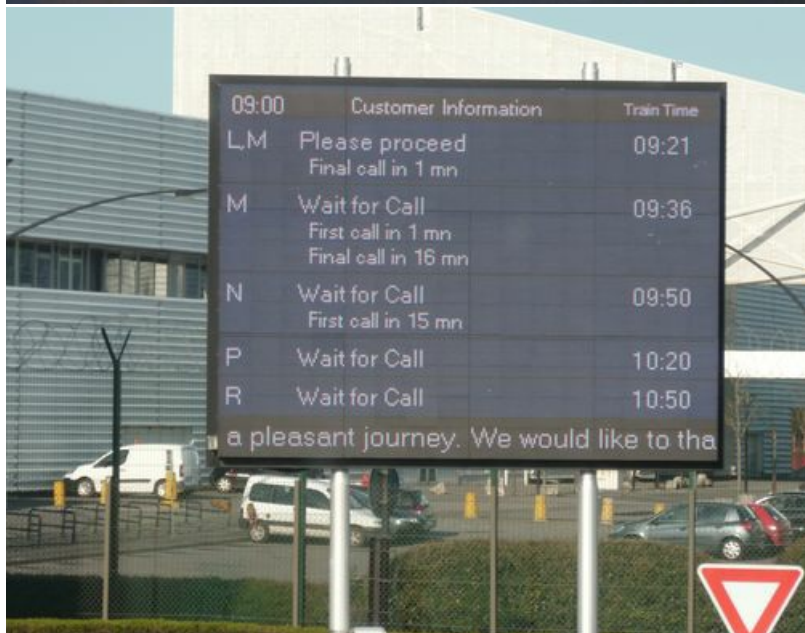 09:00 Customer Information Train Time
L,M Please proceed 09:21
Final call in 1 mn
M Wait for Call 09:36
First call in 1 mn
Final call in 16 mn
N Wait for Call 09:50
First call in 15 mn
P Wait for Call 10:20
R Wait for Call 10:50
a pleasant journey. We would like to tha